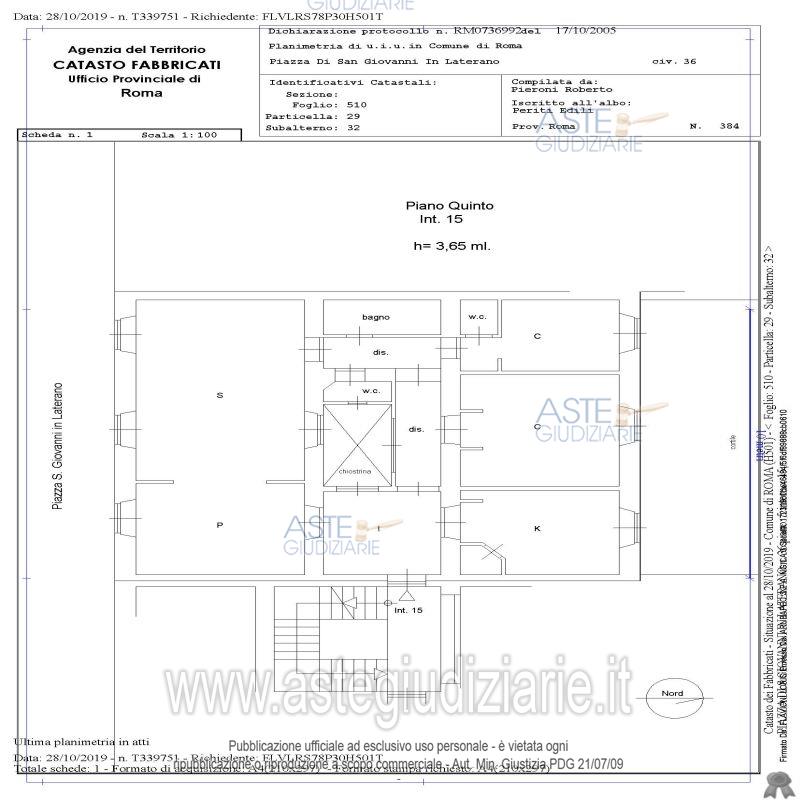 Data: 28/10/2019 - n. T339751 - Richiedente: FLVLRS78P30H501T
GIUDIZIARIE
Agenzia del Territorio
CATASTO FABBRICATI
Ufficio Provinciale di
Roma
Dichiarazione protocollo n. RM0736992 del 17/10/2005
Planimetria di u.i.u. in Comune di Roma
Piazza Di San Giovanni In Laterano civ. 36
Identificativi Catastali:
Sezione:
Foglio: 510
Particella: 29
Subalterno: 32
Compilata da:
Pieroni Roberto
Iscritto all'albo:
Periti Edili
Prov. Roma N. 384
ASTE
GIUDIZIARIE
Scheda n. 1 Scala 1:100
Piano Quinto
Int. 15
h= 3,65 ml.
bagno
w.c.
C
dis.
S
w.c.
dis.
C
ASTE
GIUDIZIARIE
chiostrina
P
I
K
ASTE
GIUDIZIARIE
Int. 15
Piazza S. Giovanni in Laterano
cortile
Nord
www.astegiudiziarie.it
Catasto dei Fabbricati - Situazione al 28/10/2019 - Comune di ROMA (H501) - < Foglio: 510 - Particella: 29 - Subalterno: 32 >
Ultima planimetria in atti
Data: 28/10/2019 - n. T339751 - Richiedente: FLVLRS78P30H501T
Totale schede: 1 - Formato di acquisizione: A4(210x297) - Formato stampa richiesto: A4(210x297)
Pubblicazione ufficiale ad esclusivo uso personale - è vietata ogni
ripubblicazione o riproduzione a scopo commerciale - Aut. Min. Giustizia PDG 21/07/09